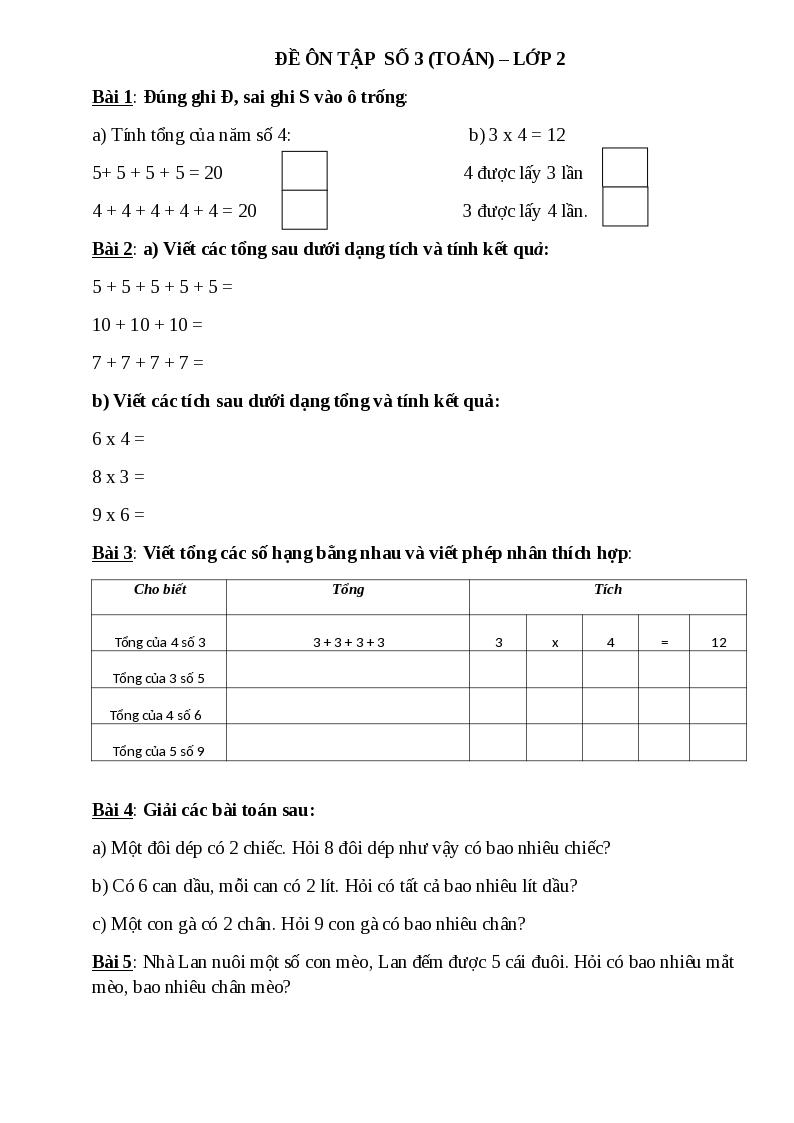 ĐỀ ÔN TẬP SỐ 3 (TOÁN) – LỚP 2
Bài 1: Đúng ghi Đ, sai ghi S vào ô trống:
a) Tính tổng của năm số 4: b) 3 x 4 = 12
5+ 5 + 5 + 5 = 20 4 được lấy 3 lần
4 + 4 + 4 + 4 + 4 = 20 3 được lấy 4 lần.
Bài 2: a) Viết các tổng sau dưới dạng tích và tính kết quả:
5 + 5 + 5 + 5 + 5 =
10 + 10 + 10 =
7 + 7 + 7 + 7 =
b) Viết các tích sau dưới dạng tổng và tính kết quả:
6 x 4 =
8 x 3 =
9 x 6 =
Bài 3: Viết tổng các số hạng bằng nhau và viết phép nhân thích hợp:
Cho biết Tổng Tích
Tổng của 4 số 3 3 + 3 + 3 + 3 3 x 4 = 12
Tổng của 3 số 5
Tổng của 4 số 6
Tổng của 5 số 9
Bài 4: Giải các bài toán sau:
a) Một đôi dép có 2 chiếc. Hỏi 8 đôi dép như vậy có bao nhiêu chiếc?
b) Có 6 can dầu, mỗi can có 2 lít. Hỏi có tất cả bao nhiêu lít dầu?
c) Một con gà có 2 chân. Hỏi 9 con gà có bao nhiêu chân?
Bài 5: Nhà Lan nuôi một số con mèo, Lan đếm được 5 cái đuôi. Hỏi có bao nhiêu mắt
mèo, bao nhiêu chân mèo?